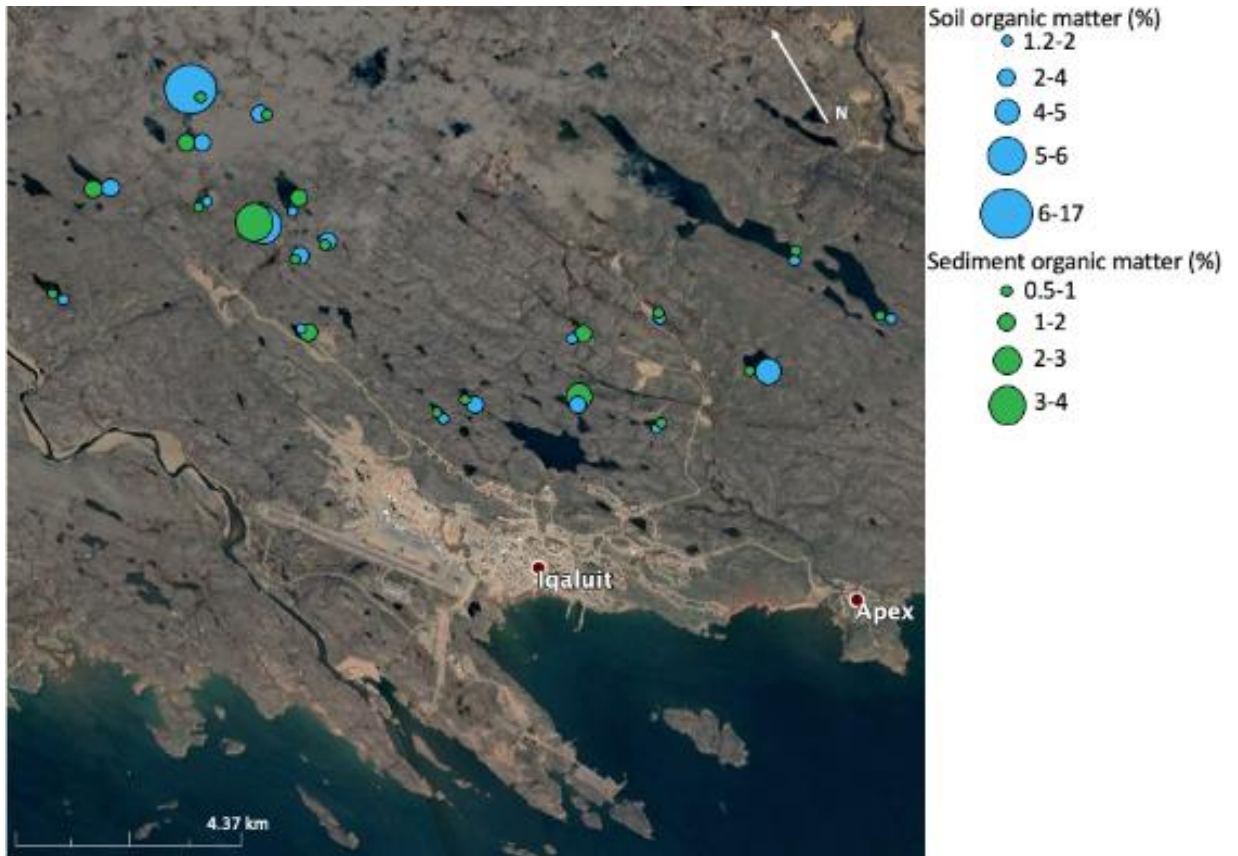 Soil organic matter (%)
1.2-2
2-4
4-5
5-6
6-17
Sediment organic matter (%)
0.5-1
1-2
2-3
3-4
N
Iqaluit
Apex
4.37 km